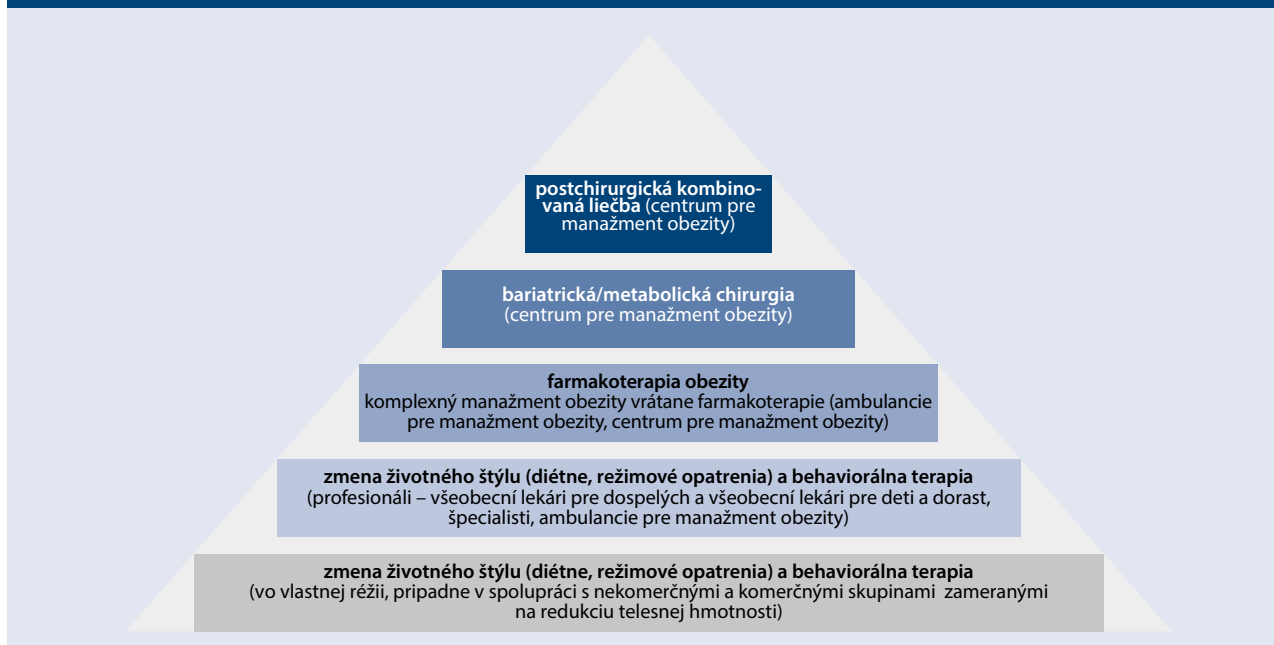 postchirurgická kombino-
vaná liečba (centrum pre
manažment obezity)
bariatrická/metabolická chirurgia
(centrum pre manažment obezity)
farmakoterapia obezity
komplexný manažment obezity vrátane farmakoterapie (ambulancie
pre manažment obezity, centrum pre manažment obezity)
zmena životného štýlu (diétne, režimové opatrenia) a behaviorálna terapia
(profesionáli – všeobecní lekári pre dospelých a všeobecní lekári pre deti a dorast,
špecialisti, ambulancie pre manažment obezity)
zmena životného štýlu (diétne, režimové opatrenia) a behaviorálna terapia
(vo vlastnej réžii, pripadne v spolupráci s nekomerčnými a komerčnými skupinami zameranými
na redukciu telesnej hmotnosti)